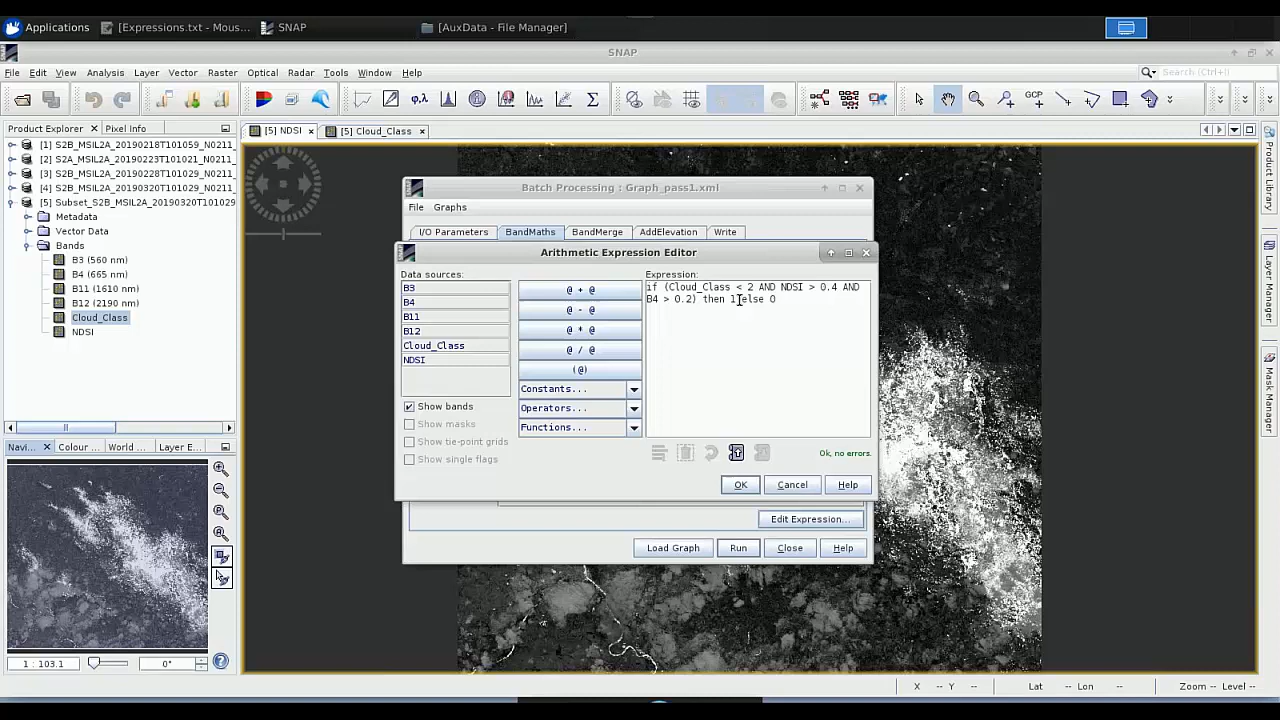 Applications
[Expressions.txt - Mous...
SNAP
[AuxData - File Manager]
SNAP
File Edit View Analysis Layer Vector Raster Optical Radar Tools Window Help
Search (Ctrl+I)
φ,λ
Σ
GCP
Product Explorer
Pixel Info
[5] NDSI
[5] Cloud_Class
[1] S2B_MSIL2A_20190218T101059_N0211_
[2] S2A_MSIL2A_20190223T101021_N0211_
[3] S2B_MSIL2A_20190228T101029_N0211_
[4] S2B_MSIL2A_20190320T101029_N0211_
[5] Subset_S2B_MSIL2A_20190320T101029
Metadata
Vector Data
Bands
B3 (560 nm)
B4 (665 nm)
B11 (1610 nm)
B12 (2190 nm)
Cloud_Class
NDSI
Navi...
Colour ...
World ...
Layer E...
1 : 103.1
0°
Batch Processing : Graph_pass1.xml
File Graphs
I/O Parameters BandMaths BandMerge AddElevation Write
Arithmetic Expression Editor
Data sources:
B3
B4
B11
B12
Cloud_Class
NDSI
Show bands
Show masks
Show tie-point grids
Show single flags
@ + @
@ - @
@ * @
@ / @
(@)
Constants...
Operators...
Functions...
Expression:
if (Cloud_Class < 2 AND NDSI > 0.4 AND
B4 > 0.2) then 1 else 0
Ok, no errors.
OK Cancel Help
Edit Expression...
Load Graph Run Close Help
Product Library
Layer Manager
Mask Manager
X -- Y -- Lat -- Lon -- Zoom -- Level --